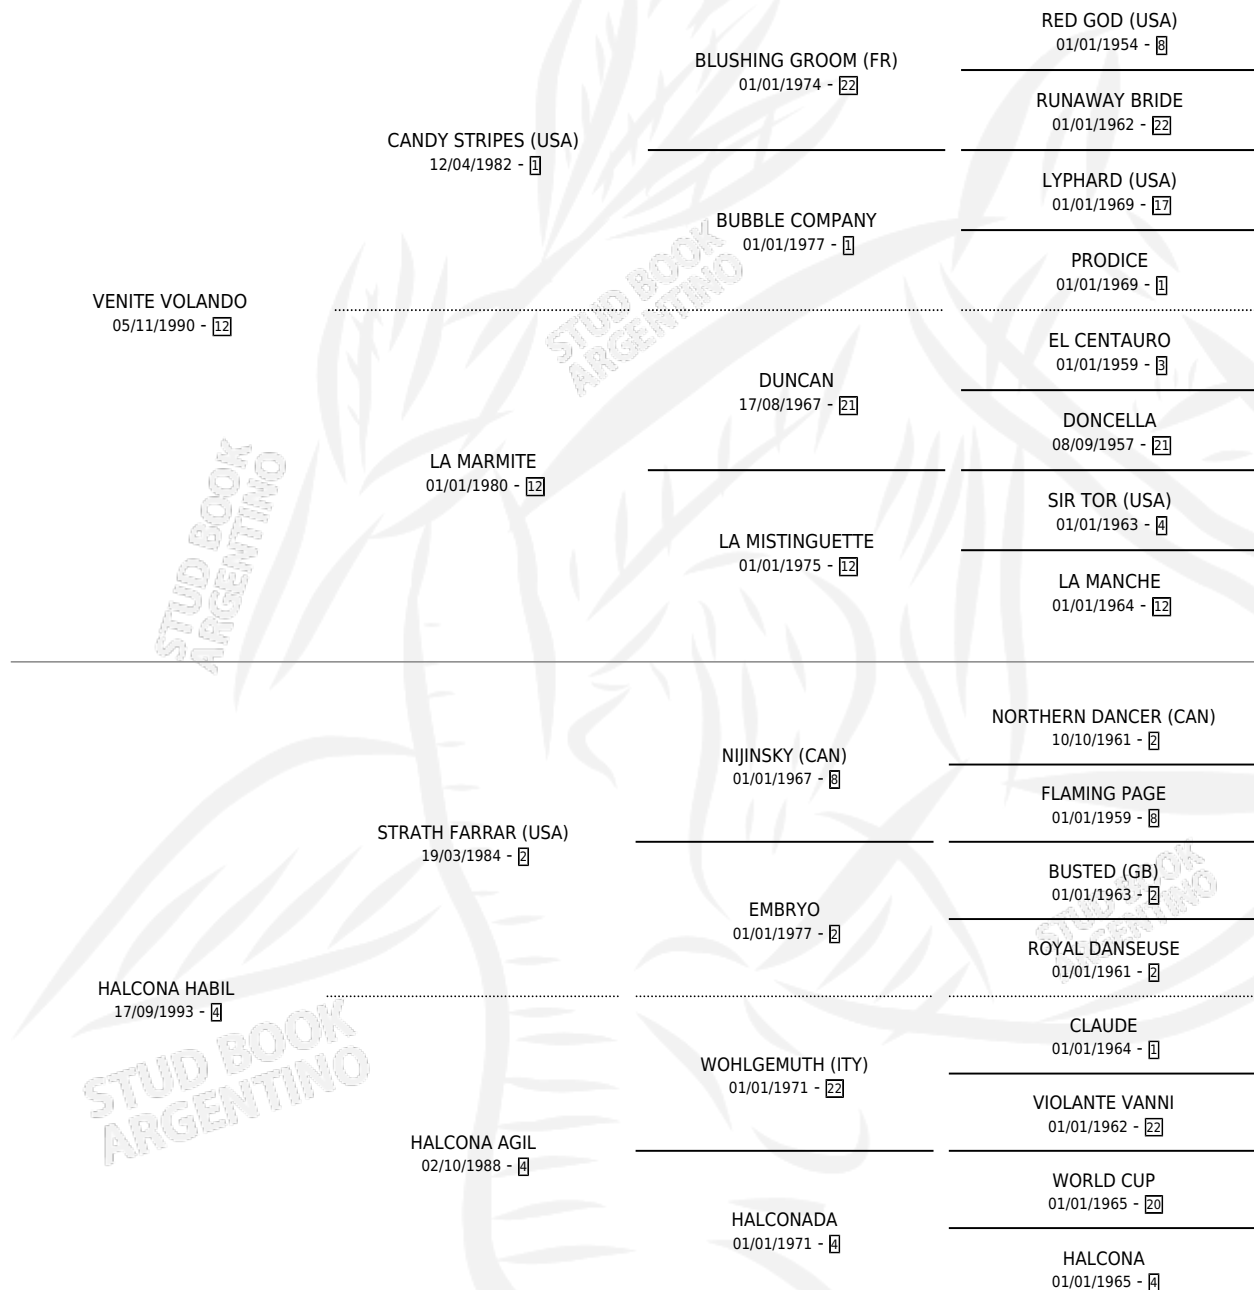 RED GOD (USA)
01/01/1954 - 8
BLUSHING GROOM (FR)
01/01/1974 - 22
RUNAWAY BRIDE
01/01/1962 - 22
CANDY STRIPES (USA)
12/04/1982 - 1
LYPHARD (USA)
01/01/1969 - 17
BUBBLE COMPANY
01/01/1977 - 1
PRODICE
01/01/1969 - 1
VENITE VOLANDO
05/11/1990 - 12
STUD BOOK
ARGENTINO
EL CENTAURO
01/01/1959 - 3
DUNCAN
17/08/1967 - 21
DONCELLA
08/09/1957 - 21
LA MARMITE
01/01/1980 - 12
SIR TOR (USA)
01/01/1963 - 4
LA MISTINGUETTE
01/01/1975 - 12
LA MANCHE
01/01/1964 - 12
STUD BOOK
ARGENTINO
NORTHERN DANCER (CAN)
10/10/1961 - 2
NIJINSKY (CAN)
01/01/1967 - 8
FLAMING PAGE
01/01/1959 - 8
STRATH FARRAR (USA)
19/03/1984 - 2
BUSTED (GB)
01/01/1963 - 2
EMBRYO
01/01/1977 - 2
ROYAL DANSEUSE
01/01/1961 - 2
STUD BOOK
ARGENTINO
HALCONA HABIL
17/09/1993 - 4
CLAUDE
01/01/1964 - 1
WOHLGEMUTH (ITY)
01/01/1971 - 22
VIOLANTE VANNI
01/01/1962 - 22
STUD BOOK
ARGENTINO
HALCONA AGIL
02/10/1988 - 4
WORLD CUP
01/01/1965 - 20
HALCONADA
01/01/1971 - 4
HALCONA
01/01/1965 - 4